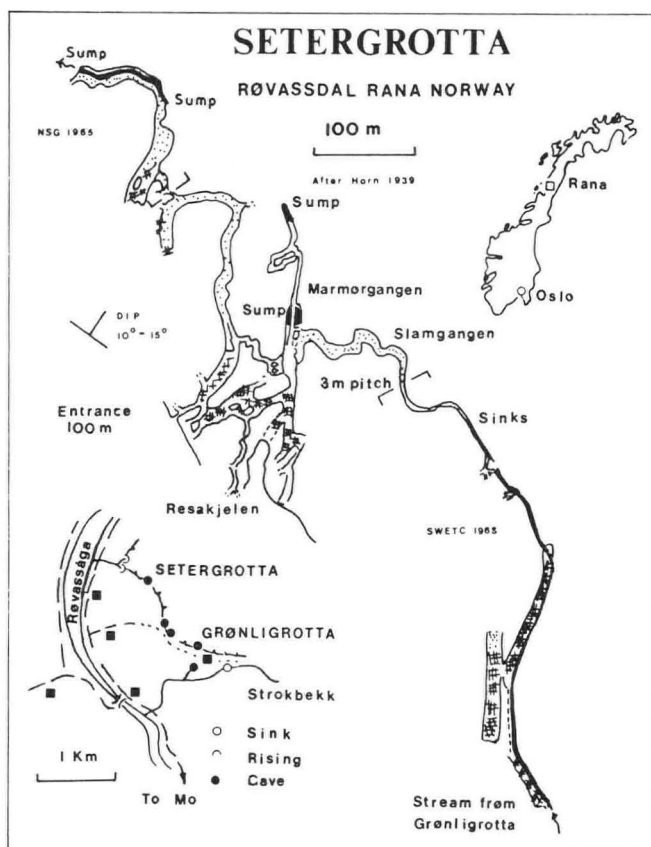 SETERGROTTA
RØVASSDAL RANA NORWAY
Sump
Sump
NSG 1965
100 m
After Horn 1939
Sump
Rana
Oslo
Marmørgangen
Sump
Slamgangen
DIP
10° - 15°
3m pitch
Sinks
Entrance
100 m
Resakjelen
SWETC 1965
Røvassåga
SETERGROTTA
GRØNLIGROTTA
Strokbekk
Sink
Rising
Cave
1 Km
To Mo
Stream frøm
Grønligrotta